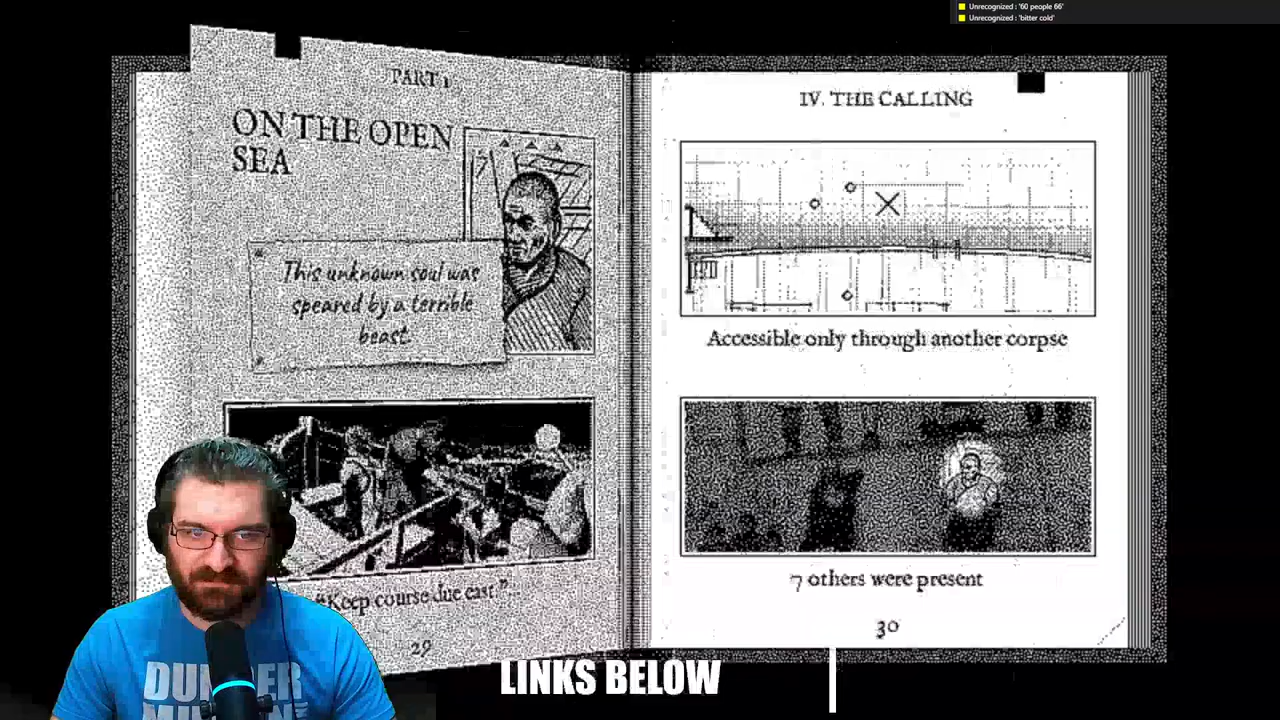 Unrecognized : '60 people 66'
Unrecognized : 'bitter cold'
PART 1
ON THE OPEN
SEA
This unknown soul was
speared by a terrible
beast.
"Keep course due east"
29
IV. THE CALLING
Accessible only through another corpse
7 others were present
30
LINKS BELOW